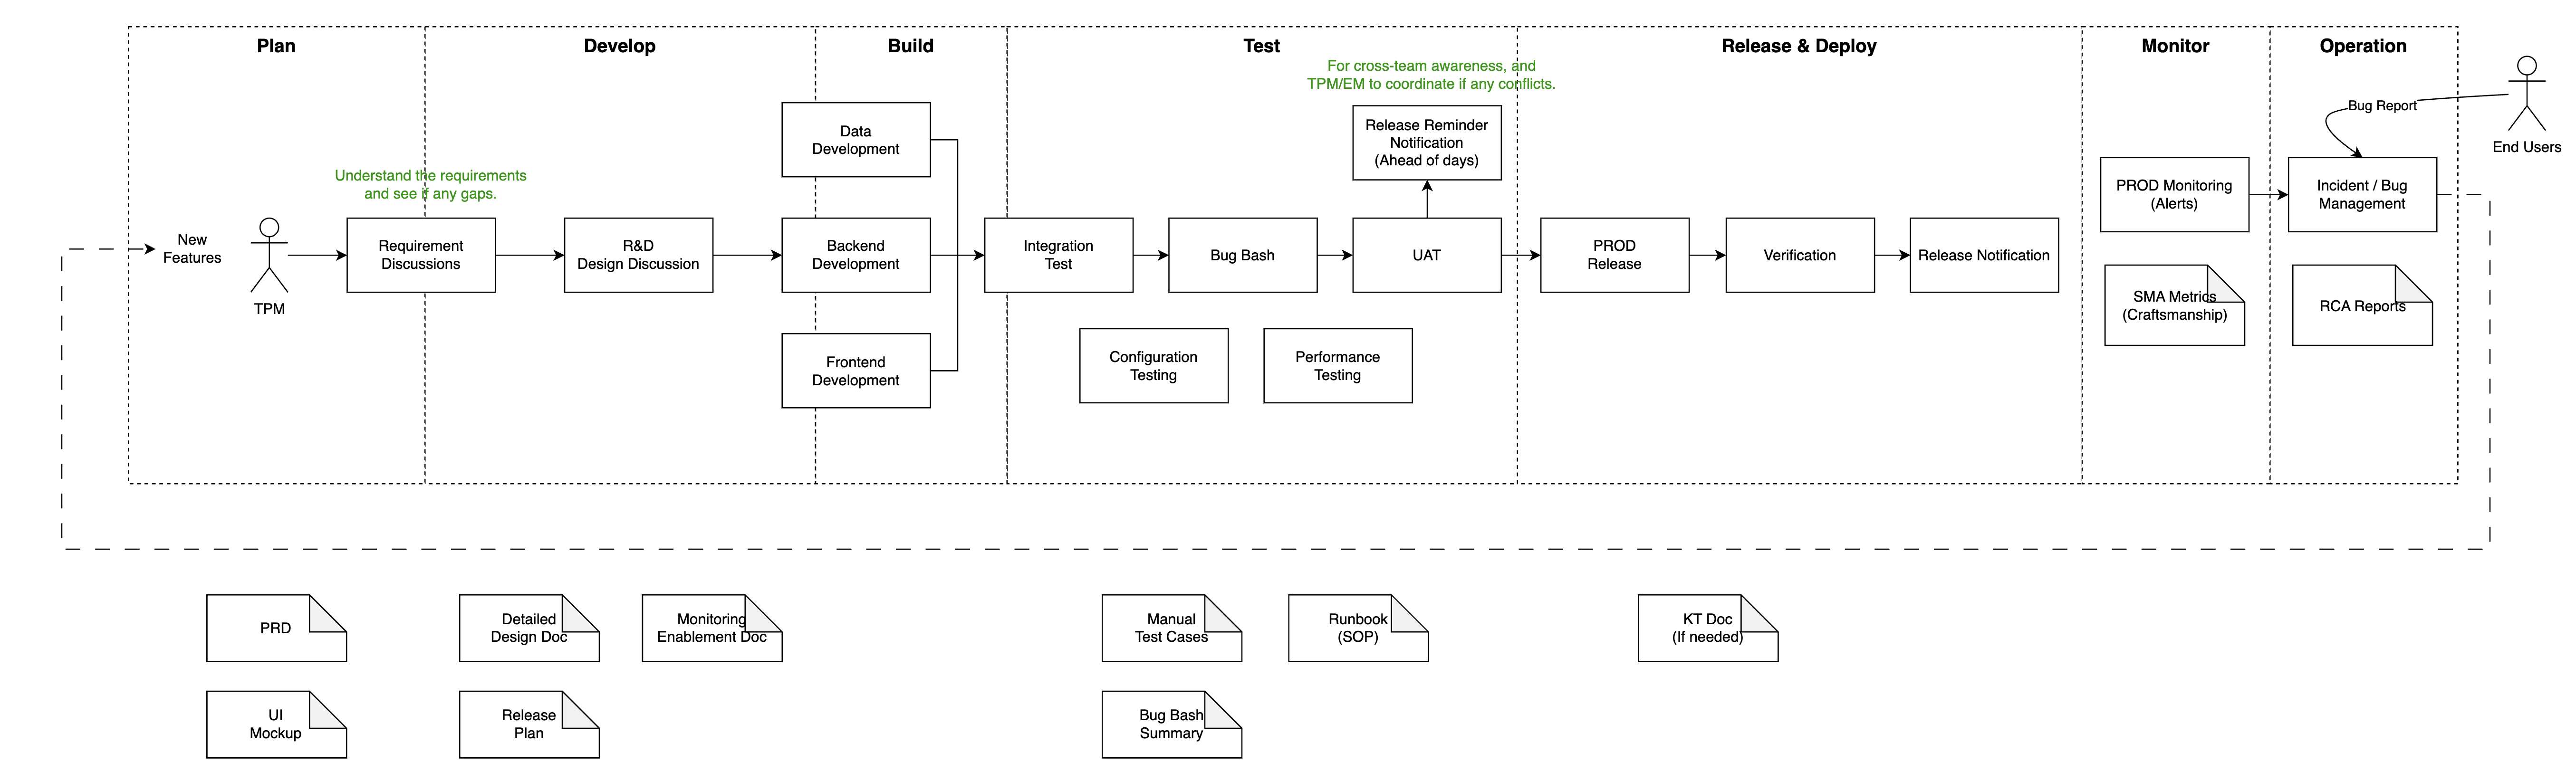 Plan
Develop
Build
Test
Release & Deploy
Monitor
Operation
For cross-team awareness, and
TPM/EM to coordinate if any conflicts.
Understand the requirements
and see if any gaps.
New
Features
TPM
Requirement
Discussions
R&D
Design Discussion
Data
Development
Backend
Development
Frontend
Development
Integration
Test
Bug Bash
UAT
Release Reminder
Notification
(Ahead of days)
Configuration
Testing
Performance
Testing
PROD
Release
Verification
Release Notification
PROD Monitoring
(Alerts)
SMA Metrics
(Craftsmanship)
Bug Report
Incident / Bug
Management
RCA Reports
End Users
PRD
UI
Mockup
Detailed
Design Doc
Monitoring
Enablement Doc
Release
Plan
Manual
Test Cases
Runbook
(SOP)
Bug Bash
Summary
KT Doc
(If needed)